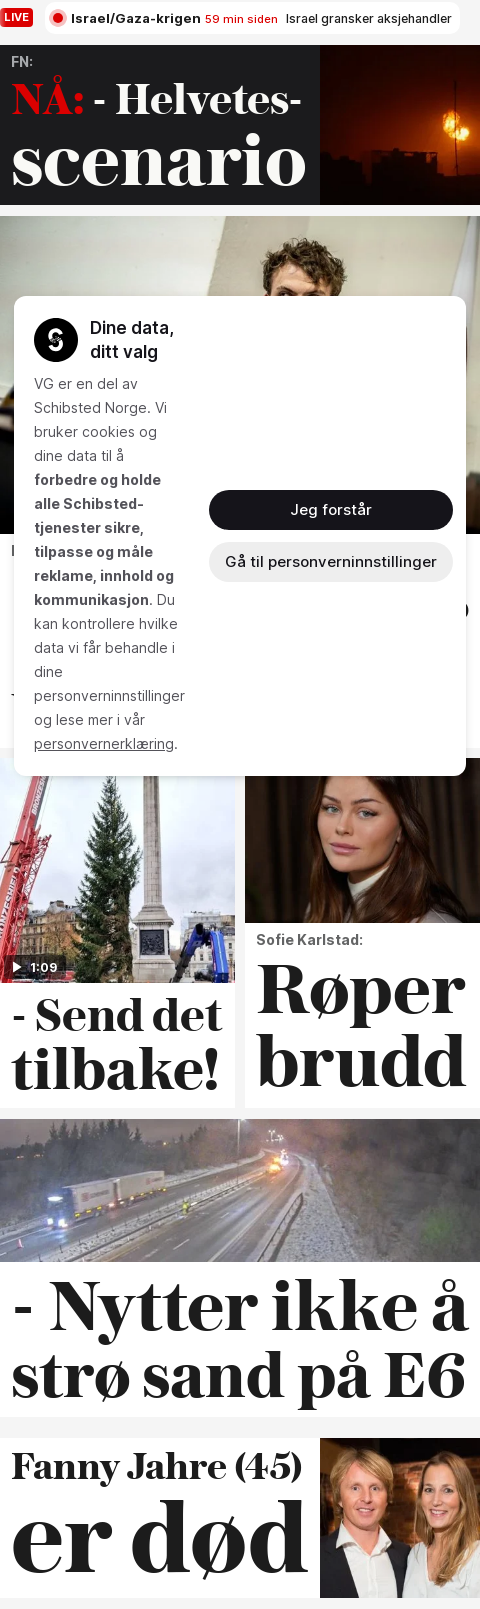 LIVE
Israel/Gaza-krigen 59 min siden Israel gransker aksjehandler
FN:
NÅ: - Helvetes-
scenario
Dine data,
ditt valg
VG er en del av
Schibsted Norge. Vi
bruker cookies og
dine data til å
forbedre og holde
alle Schibsted-
tjenester sikre,
tilpasse og måle
reklame, innhold og
kommunikasjon. Du
kan kontrollere hvilke
data vi får behandle i
dine
personverninnstillinger
og lese mer i vår
personvernerklæring.
Jeg forstår
Gå til personverninnstillinger
1:09
- Send det
tilbake!
Sofie Karlstad:
Røper
brudd
- Nytter ikke å
strø sand på E6
Fanny Jahre (45)
er død